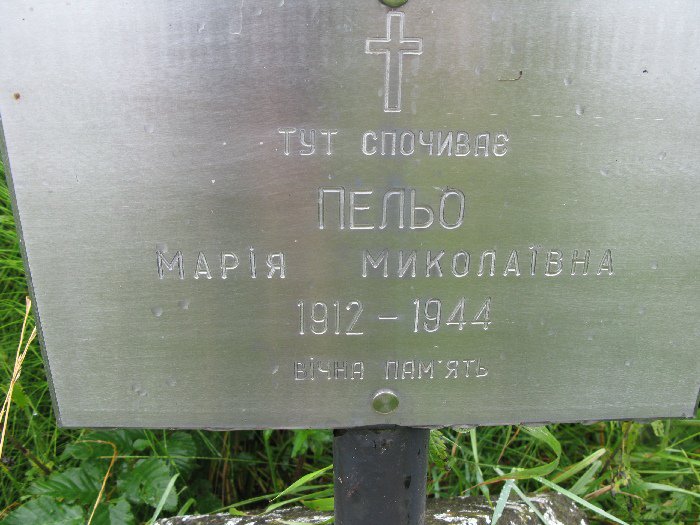 ТУТ СПОЧИВАЄ
ПЕЛЬО
МАРІЯ МИКОЛАЇВНА
1912 - 1944
ВІЧНА ПАМ'ЯТЬ